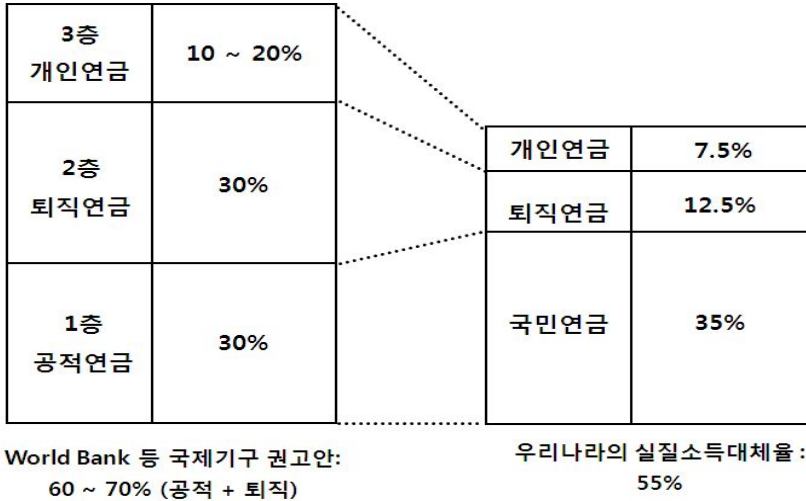 3층
개인연금
10 ~ 20%
2층
퇴직연금
30%
1층
공적연금
30%
World Bank 등 국제기구 권고안:
60 ~ 70% (공적 + 퇴직)
개인연금
7.5%
퇴직연금
12.5%
국민연금
35%
우리나라의 실질소득대체율 :
55%